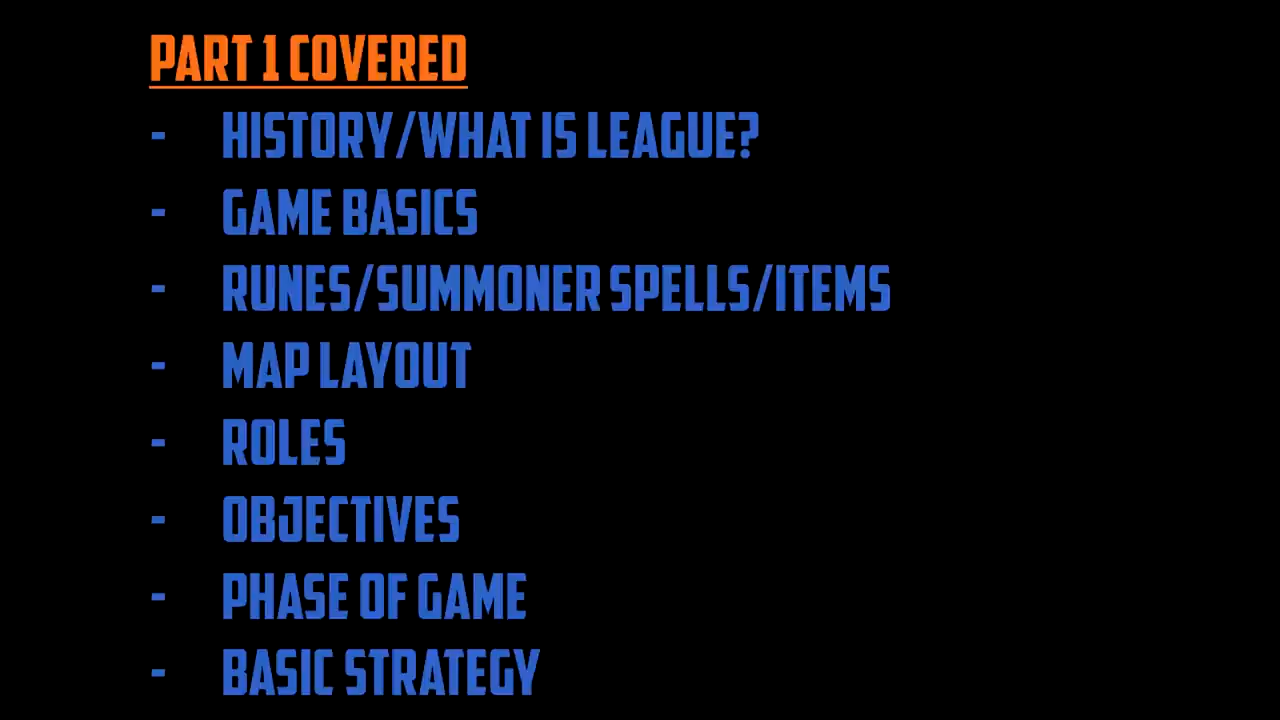 PART 1 COVERED
- HISTORY/WHAT IS LEAGUE?
- GAME BASICS
- RUNES/SUMMONER SPELLS/ITEMS
- MAP LAYOUT
- ROLES
- OBJECTIVES
- PHASE OF GAME
- BASIC STRATEGY